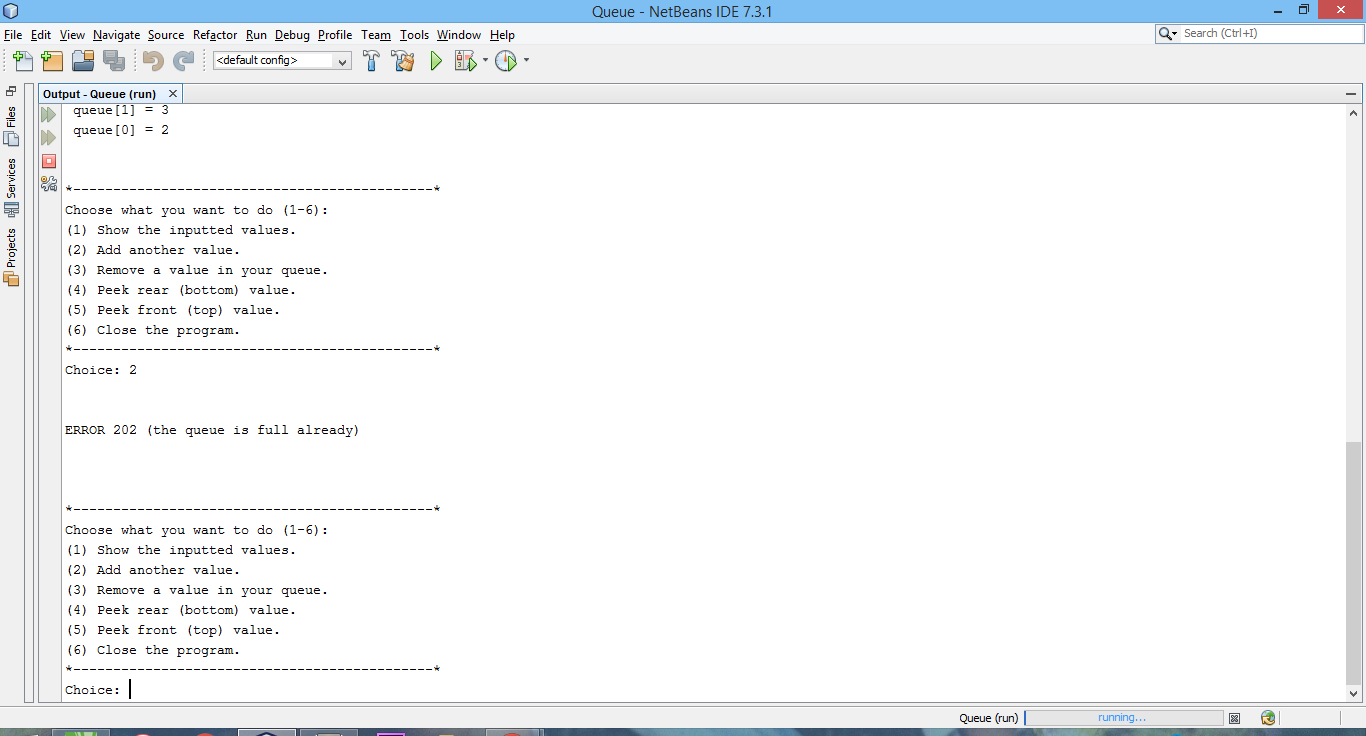 Queue - NetBeans IDE 7.3.1
File Edit View Navigate Source Refactor Run Debug Profile Team Tools Window Help
Search (Ctrl+I)
<default config>
Files
Services
Projects
Output - Queue (run)
queue[1] = 3
queue[0] = 2
*---------------------------------------------*
Choose what you want to do (1-6):
(1) Show the inputted values.
(2) Add another value.
(3) Remove a value in your queue.
(4) Peek rear (bottom) value.
(5) Peek front (top) value.
(6) Close the program.
*---------------------------------------------*
Choice: 2
ERROR 202 (the queue is full already)
*---------------------------------------------*
Choose what you want to do (1-6):
(1) Show the inputted values.
(2) Add another value.
(3) Remove a value in your queue.
(4) Peek rear (bottom) value.
(5) Peek front (top) value.
(6) Close the program.
*---------------------------------------------*
Choice:
Queue (run) running...